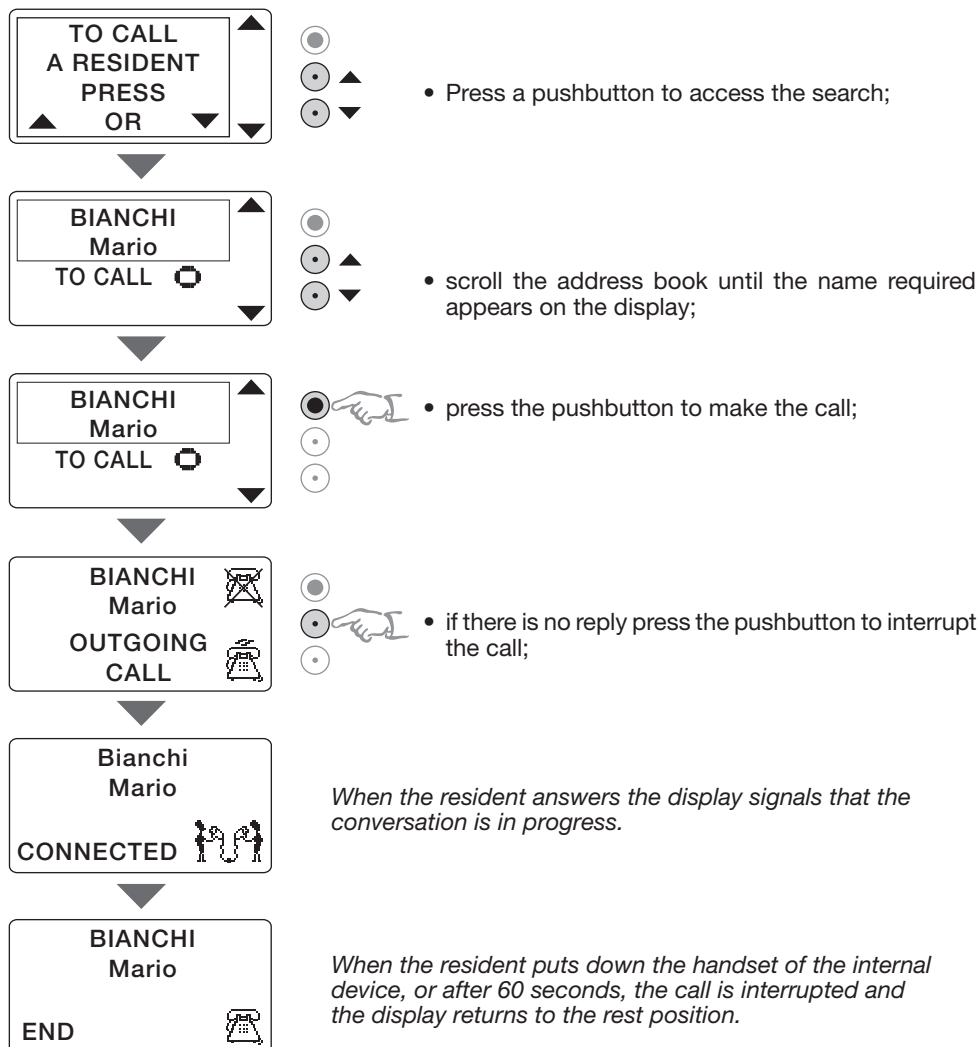 TO CALL
A RESIDENT
PRESS
OR
• Press a pushbutton to access the search;
BIANCHI
Mario
TO CALL
• scroll the address book until the name required
appears on the display;
BIANCHI
Mario
TO CALL
• press the pushbutton to make the call;
BIANCHI
Mario
OUTGOING
CALL
• if there is no reply press the pushbutton to interrupt
the call;
Bianchi
Mario
CONNECTED
When the resident answers the display signals that the
conversation is in progress.
BIANCHI
Mario
END
When the resident puts down the handset of the internal
device, or after 60 seconds, the call is interrupted and
the display returns to the rest position.